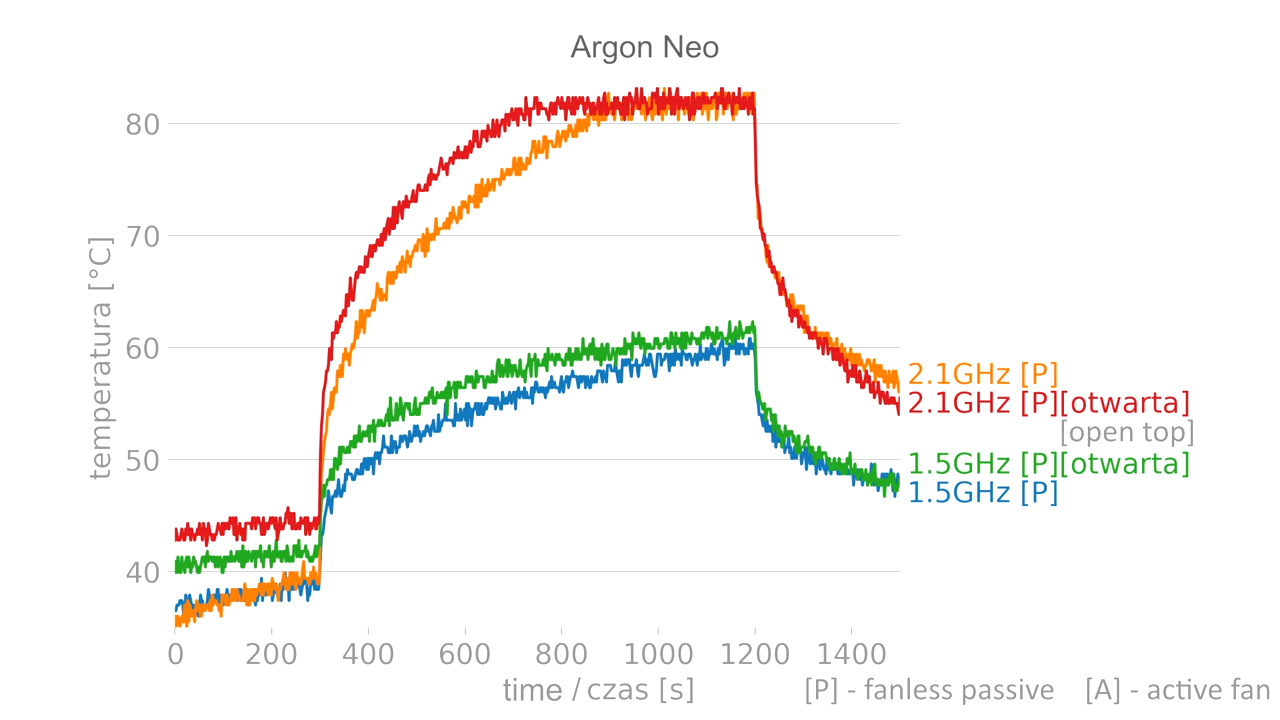 Argon Neo
80
70
60
50
40
temperatura [°C]
0 200 400 600 800 1000 1200 1400
time / czas [s]
2.1GHz [P]
2.1GHz [P][otwarta]
[open top]
1.5GHz [P][otwarta]
1.5GHz [P]
[P] - fanless passive [A] - active fan